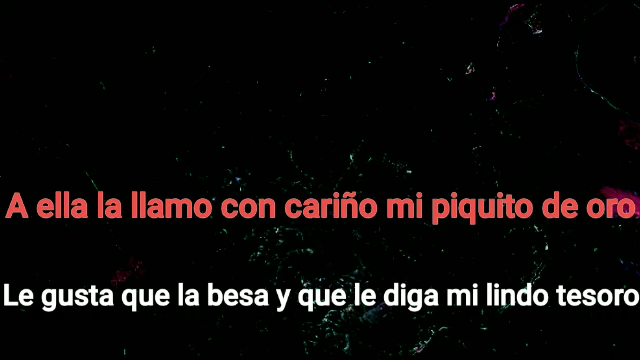 A ella la llamo con cariño mi piquito de oro
Le gusta que la besa y que le diga mi lindo tesoro